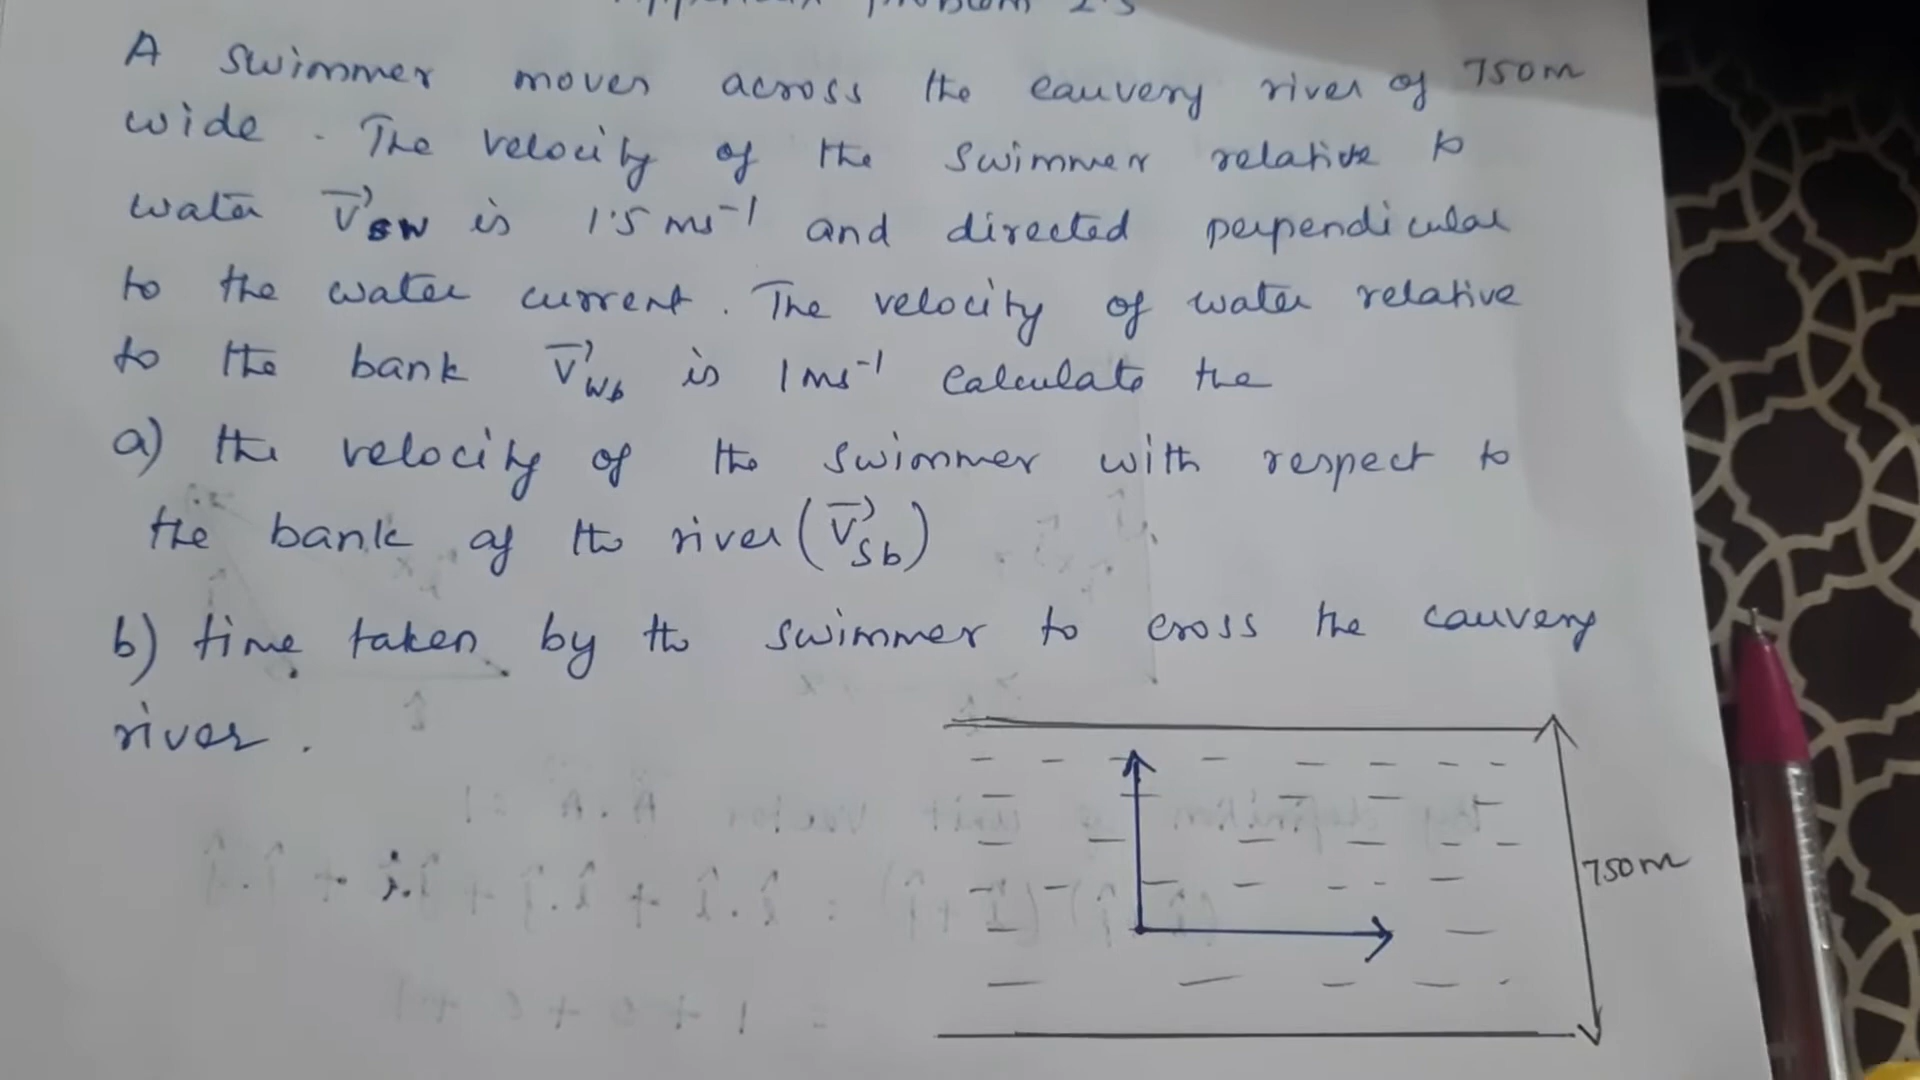 Problem 2.5
A swimmer moves across the cauvery river of 750m
wide. The velocity of the swimmer relative to
water V⃗sw is 1.5 ms⁻¹ and directed perpendicular
to the water current. The velocity of water relative
to the bank V⃗wb is 1 ms⁻¹ Calculate the
a) the velocity of the swimmer with respect to
the bank of the river (V⃗sb)
b) time taken by the swimmer to cross the cauvery
river.
750m